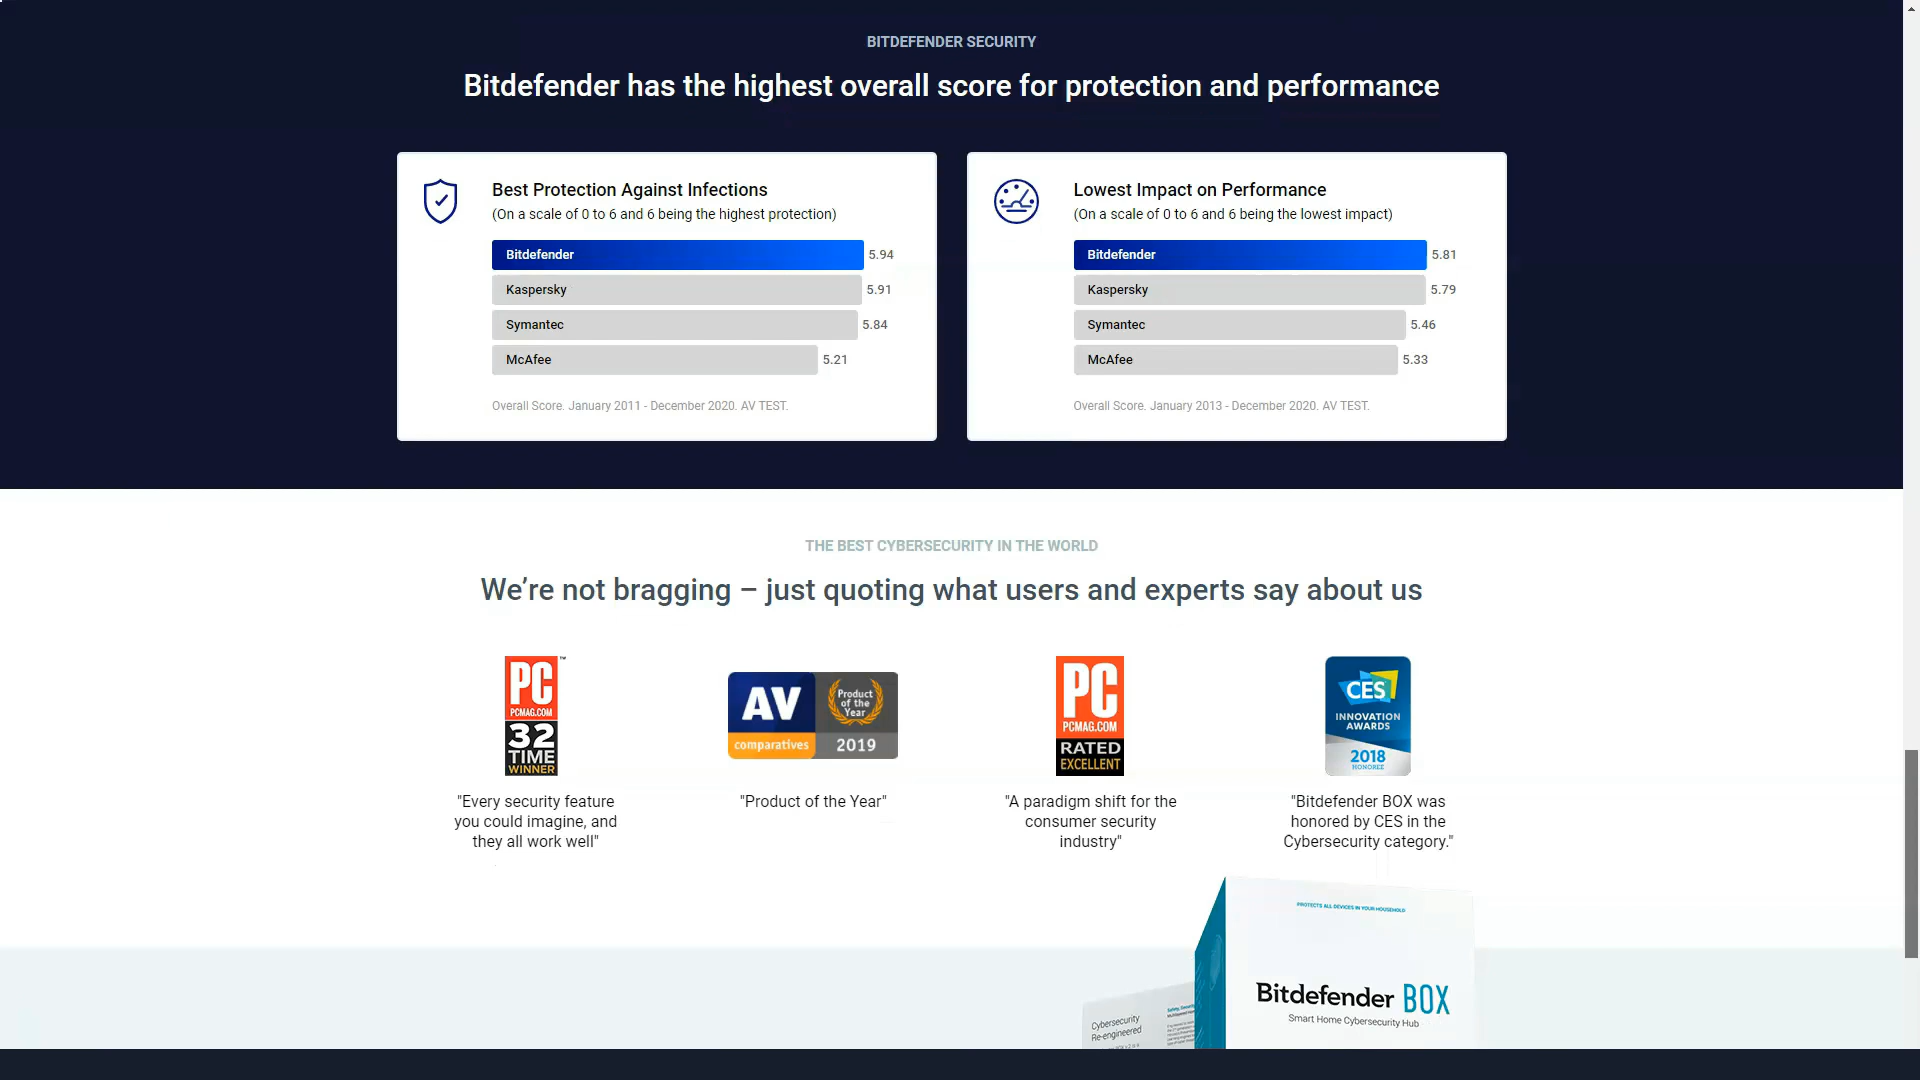 BITDEFENDER SECURITY
Bitdefender has the highest overall score for protection and performance
Best Protection Against Infections
(On a scale of 0 to 6 and 6 being the highest protection)
Bitdefender 5.94
Kaspersky 5.91
Symantec 5.84
McAfee 5.21
Overall Score. January 2011 - December 2020. AV TEST.
Lowest Impact on Performance
(On a scale of 0 to 6 and 6 being the lowest impact)
Bitdefender 5.81
Kaspersky 5.79
Symantec 5.46
McAfee 5.33
Overall Score. January 2013 - December 2020. AV TEST.
THE BEST CYBERSECURITY IN THE WORLD
We’re not bragging – just quoting what users and experts say about us
PC
™
PCMAG.COM
32
TIME
WINNER
"Every security feature
you could imagine, and
they all work well"
AV
comparatives
Product
of the
Year
2019
"Product of the Year"
PC
PCMAG.COM
RATED
EXCELLENT
"A paradigm shift for the
consumer security
industry"
CES
INNOVATION
AWARDS
2018
HONOREE
"Bitdefender BOX was
honored by CES in the
Cybersecurity category."
PROTECTS ALL DEVICES IN YOUR HOUSEHOLD
Bitdefender BOX
Smart Home Cybersecurity Hub
Cybersecurity
Re-engineered